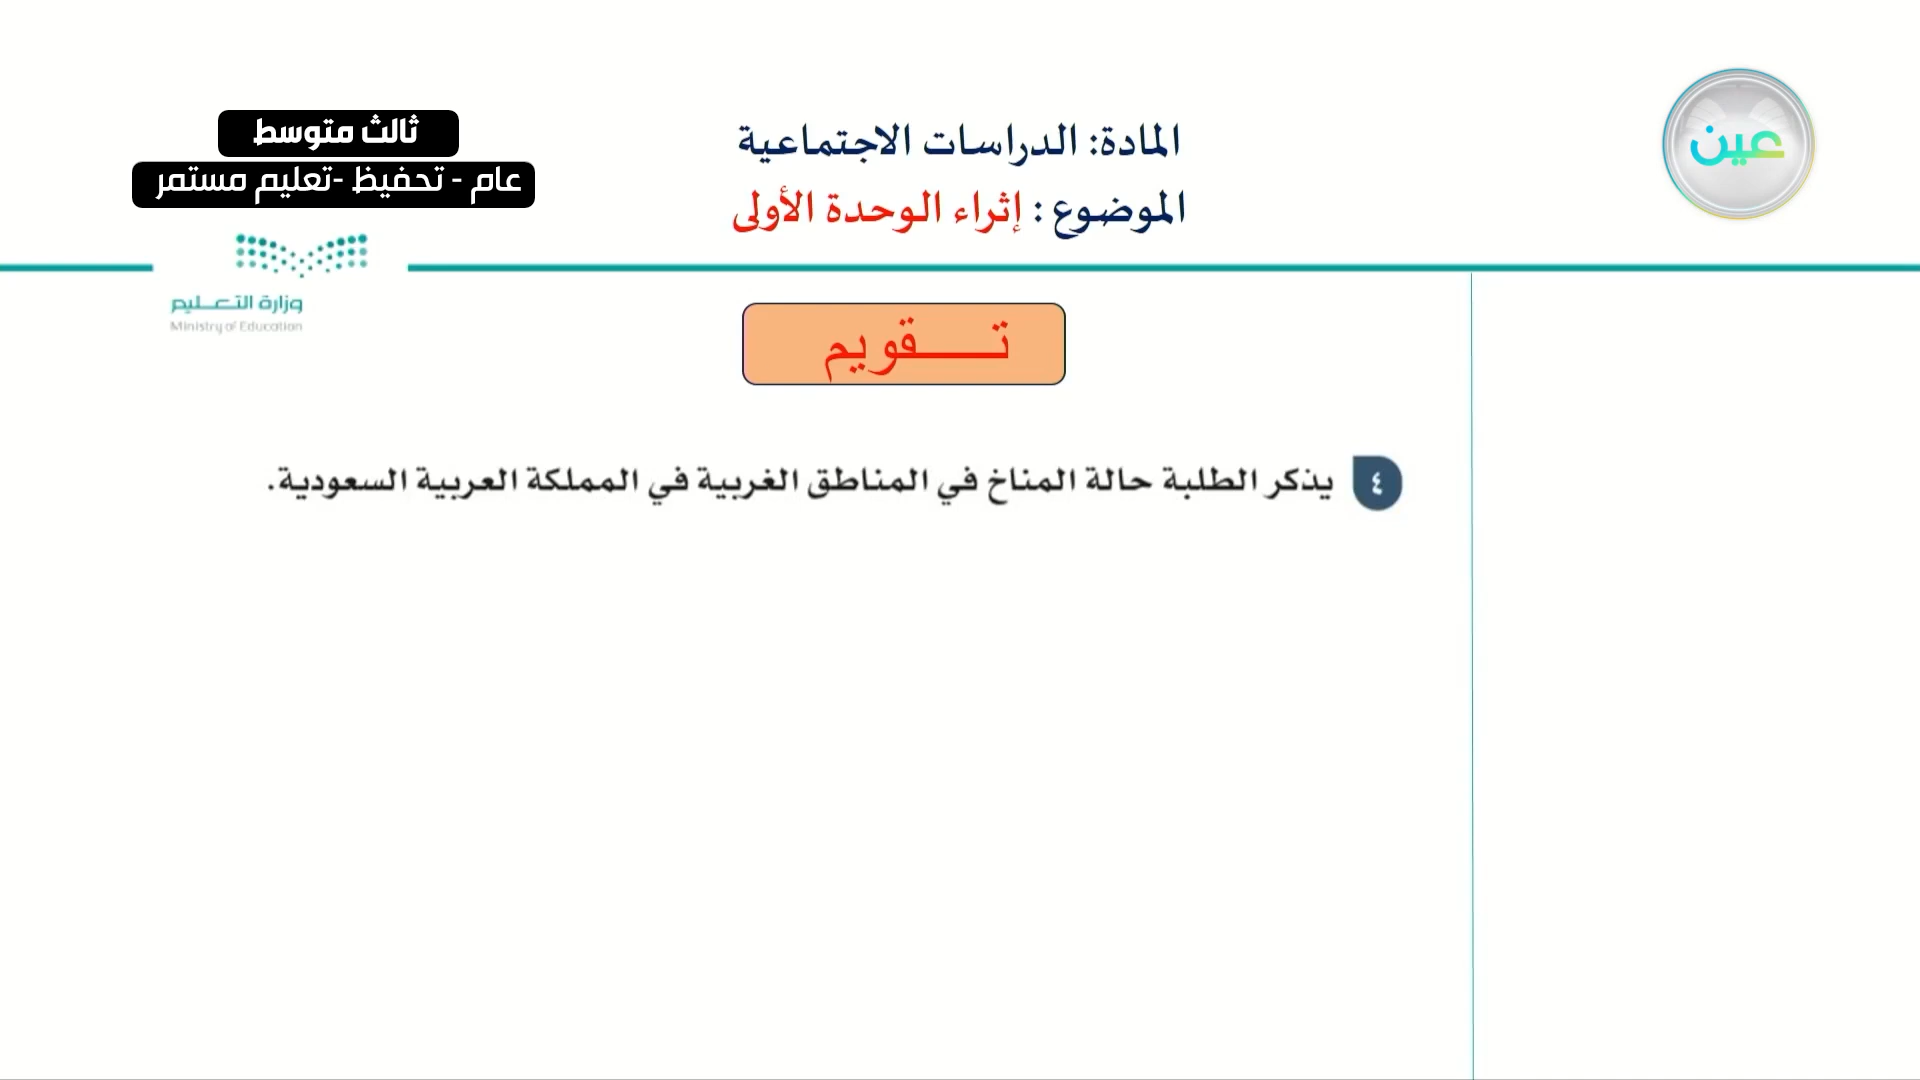 ثالث متوسط
عام - تحفيظ -تعليم مستمر
المادة: الدراسات الاجتماعية
الموضوع : إثراء الوحدة الأولى
عين
وزارة التعليم
Ministry of Education
تـــــقويم
٤ يذكر الطلبة حالة المناخ في المناطق الغربية في المملكة العربية السعودية.